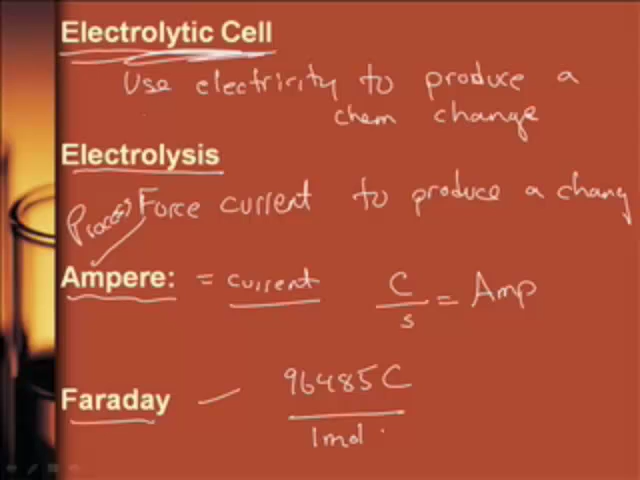 Electrolytic Cell
Use electricity to produce a
chem change
Electrolysis
Process Force current to produce a chang
Ampere: = current C/s = Amp
Faraday — 96485C
1mol